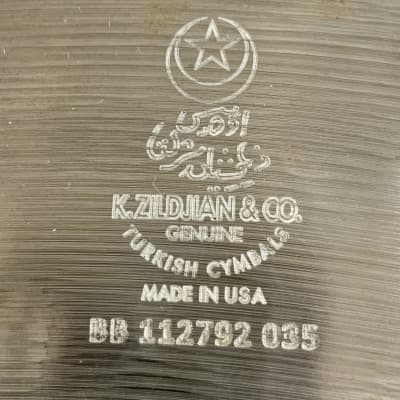 K. ZILDJIAN & CO.
GENUINE
TURKISH CYMBALS
MADE IN USA
BB 112792 035